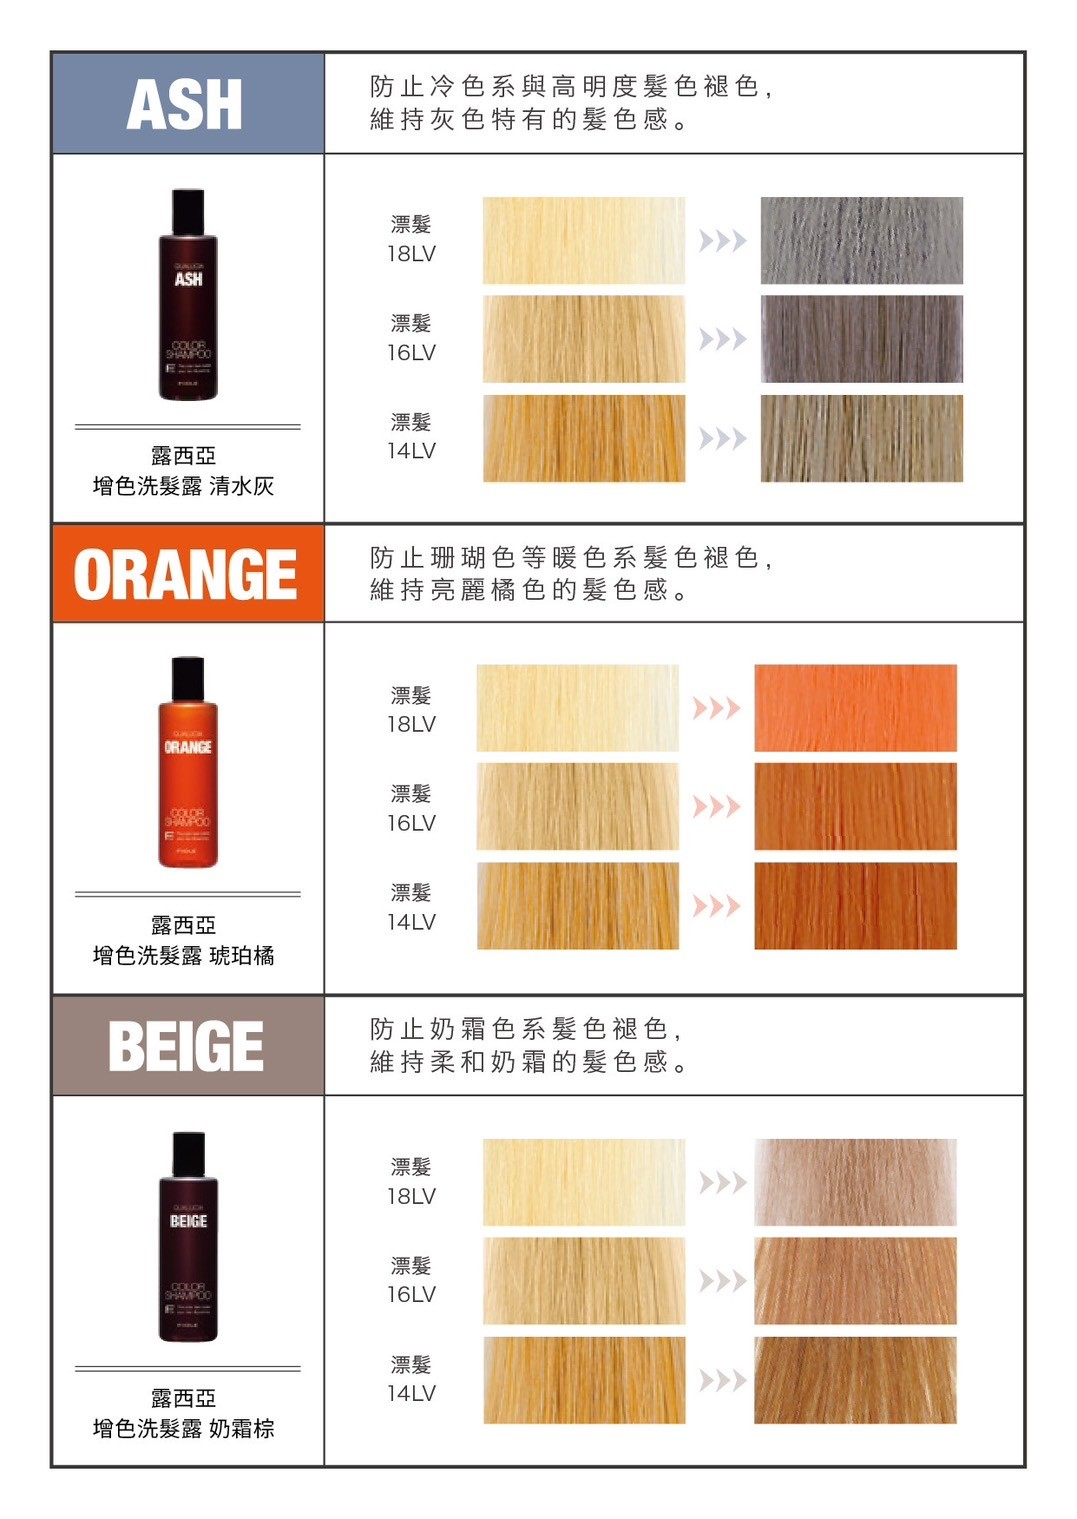 ASH
防止冷色系與高明度髮色褪色，
維持灰色特有的髮色感。
QUALUCIA
ASH
COLOR
SHAMPOO
FIOLE
露西亞
增色洗髮露 清水灰
漂髮
18LV
漂髮
16LV
漂髮
14LV
ORANGE
防止珊瑚色等暖色系髮色褪色，
維持亮麗橘色的髮色感。
QUALUCIA
ORANGE
COLOR
SHAMPOO
FIOLE
露西亞
增色洗髮露 琥珀橘
漂髮
18LV
漂髮
16LV
漂髮
14LV
BEIGE
防止奶霜色系髮色褪色，
維持柔和奶霜的髮色感。
QUALUCIA
BEIGE
COLOR
SHAMPOO
FIOLE
露西亞
增色洗髮露 奶霜棕
漂髮
18LV
漂髮
16LV
漂髮
14LV